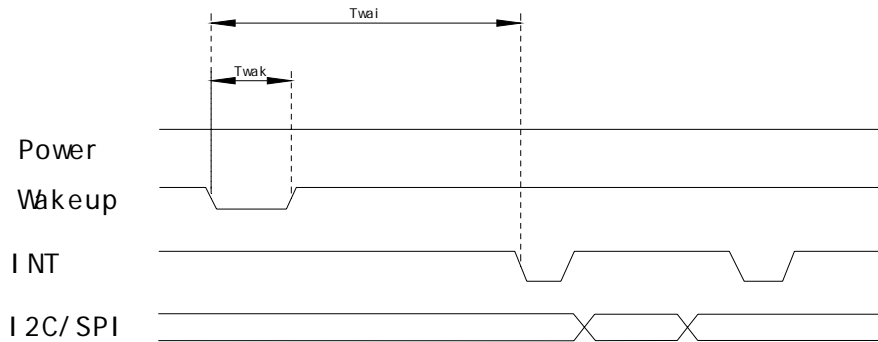 Twai
Twak
Power
Wakeup
INT
I2C/SPI